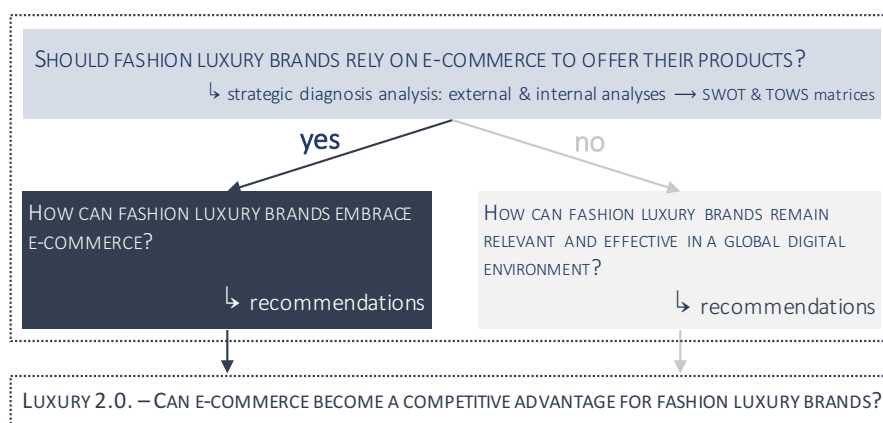 SHOULD FASHION LUXURY BRANDS RELY ON E-COMMERCE TO OFFER THEIR PRODUCTS?
↳ strategic diagnosis analysis: external & internal analyses → SWOT & TOWS matrices
yes
no
HOW CAN FASHION LUXURY BRANDS EMBRACE
E-COMMERCE?
↳ recommendations
HOW CAN FASHION LUXURY BRANDS REMAIN
RELEVANT AND EFFECTIVE IN A GLOBAL DIGITAL
ENVIRONMENT?
↳ recommendations
LUXURY 2.0. – CAN E-COMMERCE BECOME A COMPETITIVE ADVANTAGE FOR FASHION LUXURY BRANDS?